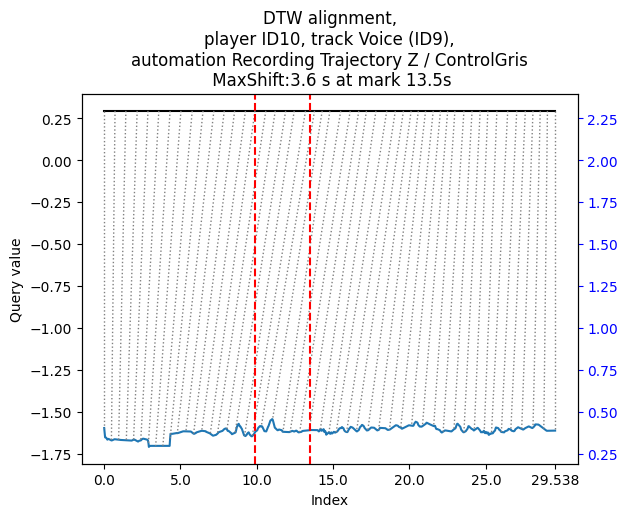 DTW alignment,
player ID10, track Voice (ID9),
automation Recording Trajectory Z / ControlGris
MaxShift:3.6 s at mark 13.5s
0.25
0.00
−0.25
−0.50
−0.75
−1.00
−1.25
−1.50
−1.75
Query value
2.25
2.00
1.75
1.50
1.25
1.00
0.75
0.50
0.25
0.0 5.0 10.0 15.0 20.0 25.0 29.538
Index